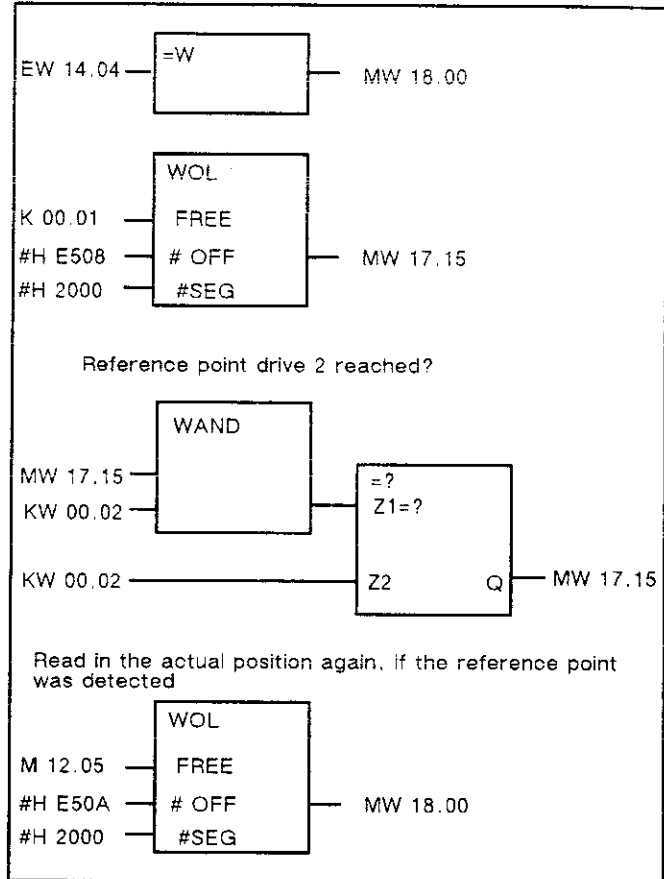 =W
EW 14.04
MW 18.00
WOL
K 00.01
FREE
#H E508
# OFF
MW 17.15
#H 2000
#SEG
Reference point drive 2 reached?
WAND
MW 17.15
KW 00.02
=?
Z1=?
KW 00.02
Z2
Q
MW 17.15
Read in the actual position again, if the reference point
was detected
WOL
M 12.05
FREE
#H E50A
# OFF
MW 18.00
#H 2000
#SEG